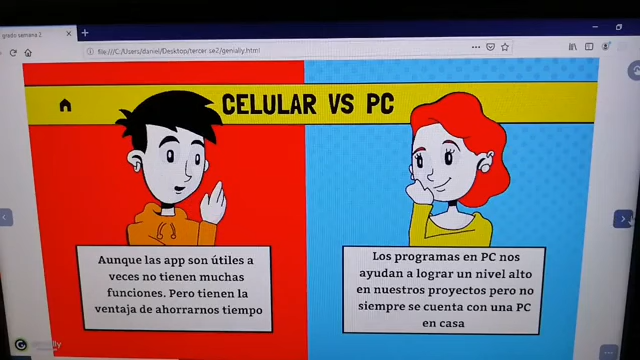 grado semana 2
file:///C:/Users/daniel/Desktop/tercer.se2/genially.html
CELULAR VS PC
Aunque las app son útiles a
veces no tienen muchas
funciones. Pero tienen la
ventaja de ahorrarnos tiempo
Los programas en PC nos
ayudan a lograr un nivel alto
en nuestros proyectos pero no
siempre se cuenta con una PC
en casa
genially